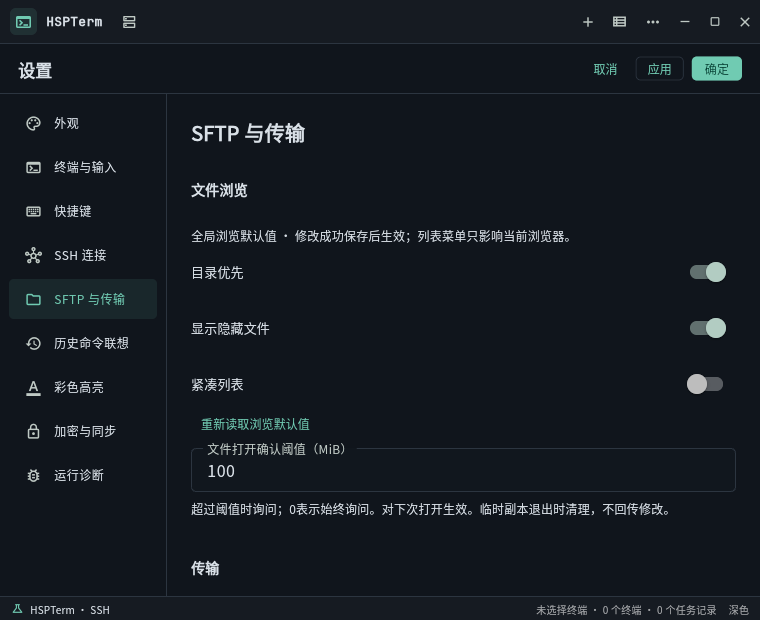 HSPTerm
设置
取消
应用
确定
外观
终端与输入
快捷键
SSH 连接
SFTP 与传输
历史命令联想
彩色高亮
加密与同步
运行诊断
SFTP 与传输
文件浏览
全局浏览默认值 · 修改成功保存后生效；列表菜单只影响当前浏览器。
目录优先
显示隐藏文件
紧凑列表
重新读取浏览默认值
文件打开确认阈值（MiB）
100
超过阈值时询问；0表示始终询问。对下次打开生效。临时副本退出时清理，不回传修改。
传输
HSPTerm · SSH
未选择终端 · 0 个终端 · 0 个任务记录
深色